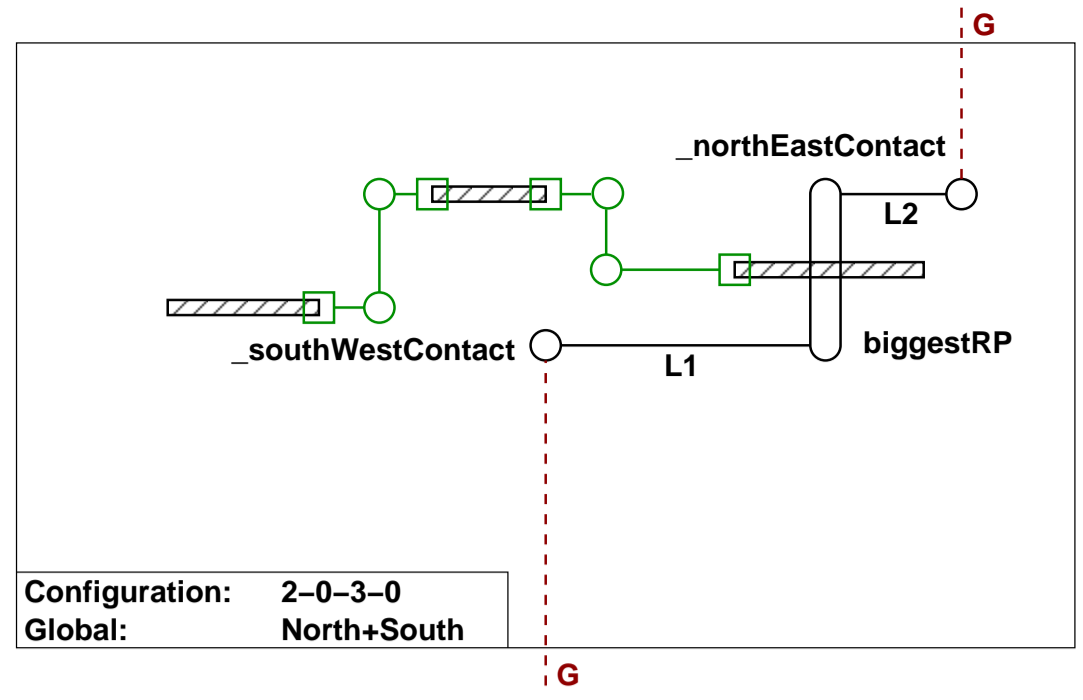 G
_northEastContact
L2
_southWestContact
biggestRP
L1
Configuration: 2–0–3–0
Global: North+South
G